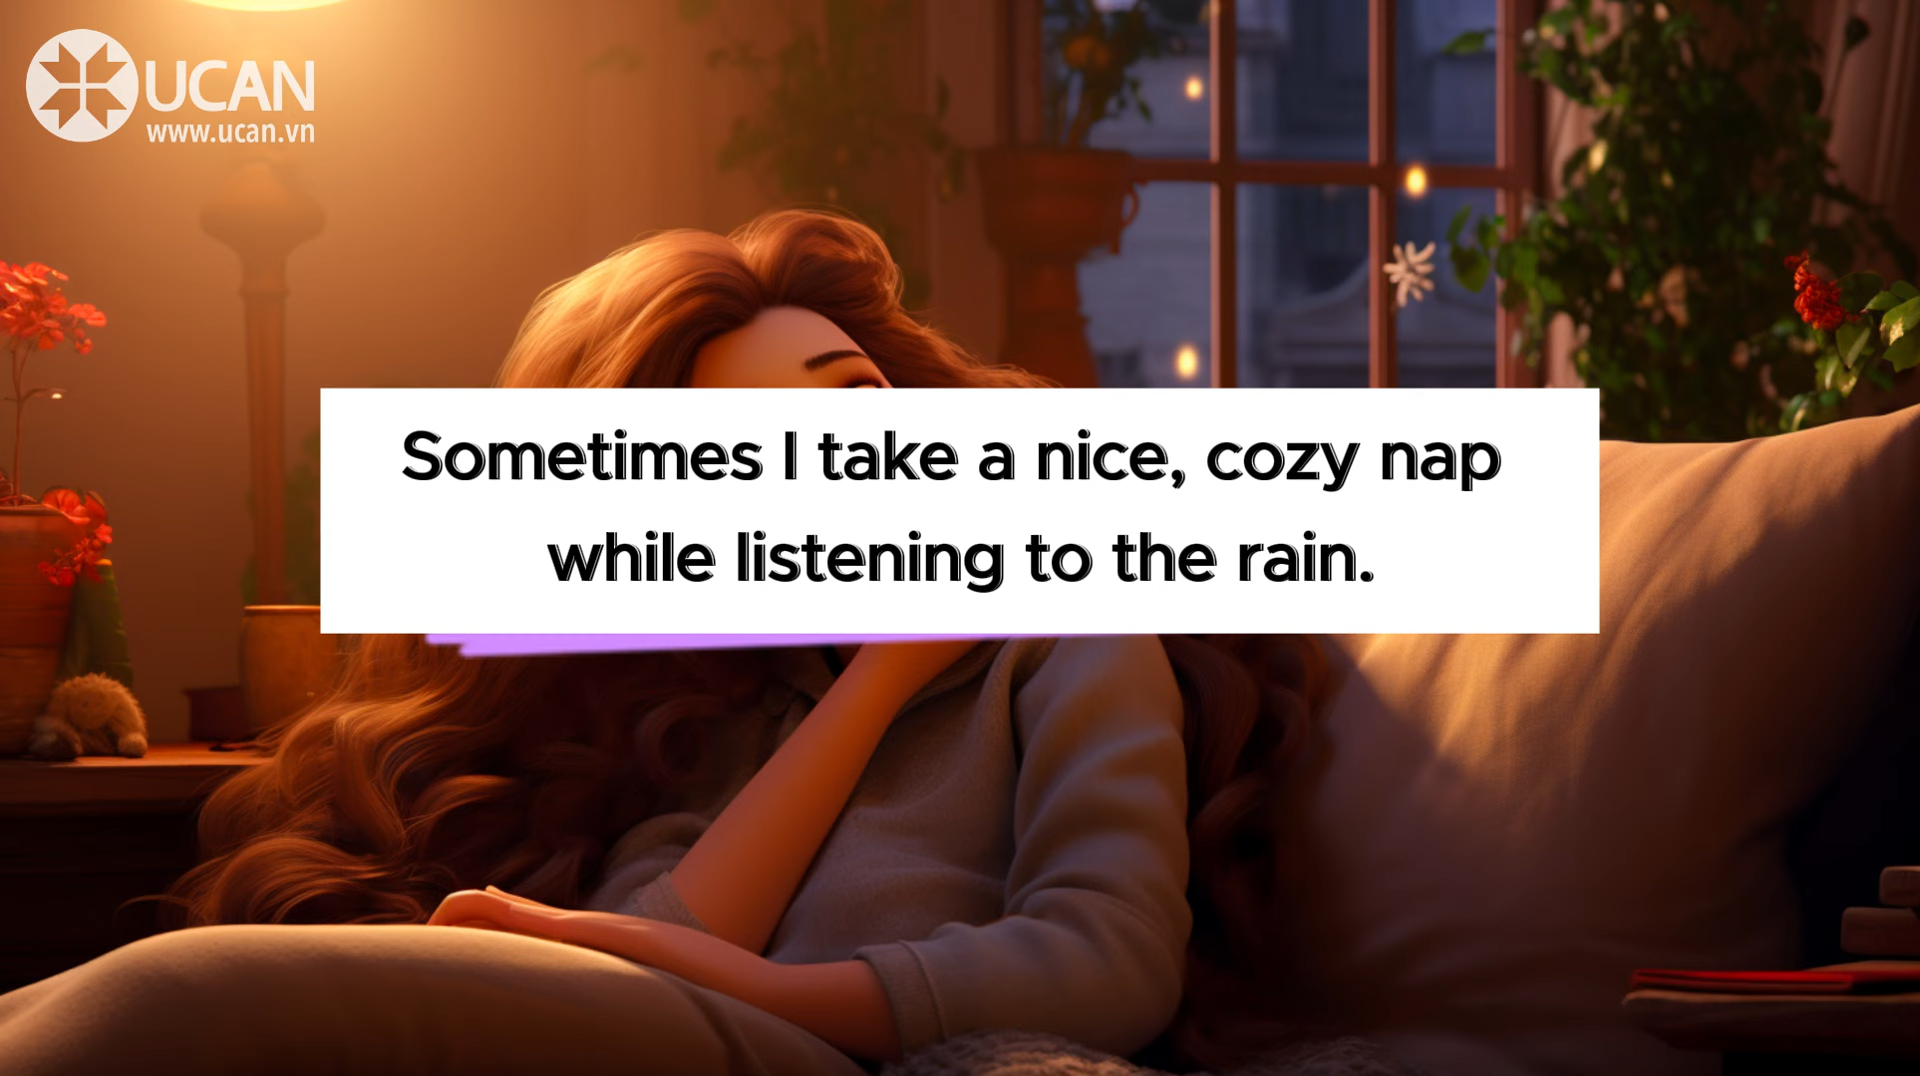 UCAN
www.ucan.vn
Sometimes I take a nice, cozy nap
while listening to the rain.